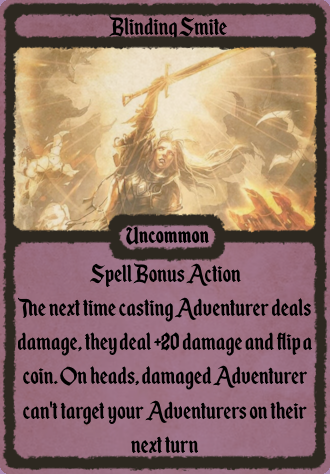 Blinding Smite
Uncommon
Spell Bonus Action
The next time casting Adventurer deals
damage, they deal +20 damage and flip a
coin. On heads, damaged Adventurer
can't target your Adventurers on their
next turn